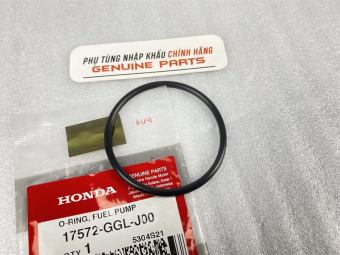 PHỤ TÙNG NHẬP KHẨU CHÍNH HÃNG
GENUINE PARTS
HONDA
GENUINE PARTS
O-RING, FUEL PUMP
17572-GGL-J00
QTY 1
5304S21